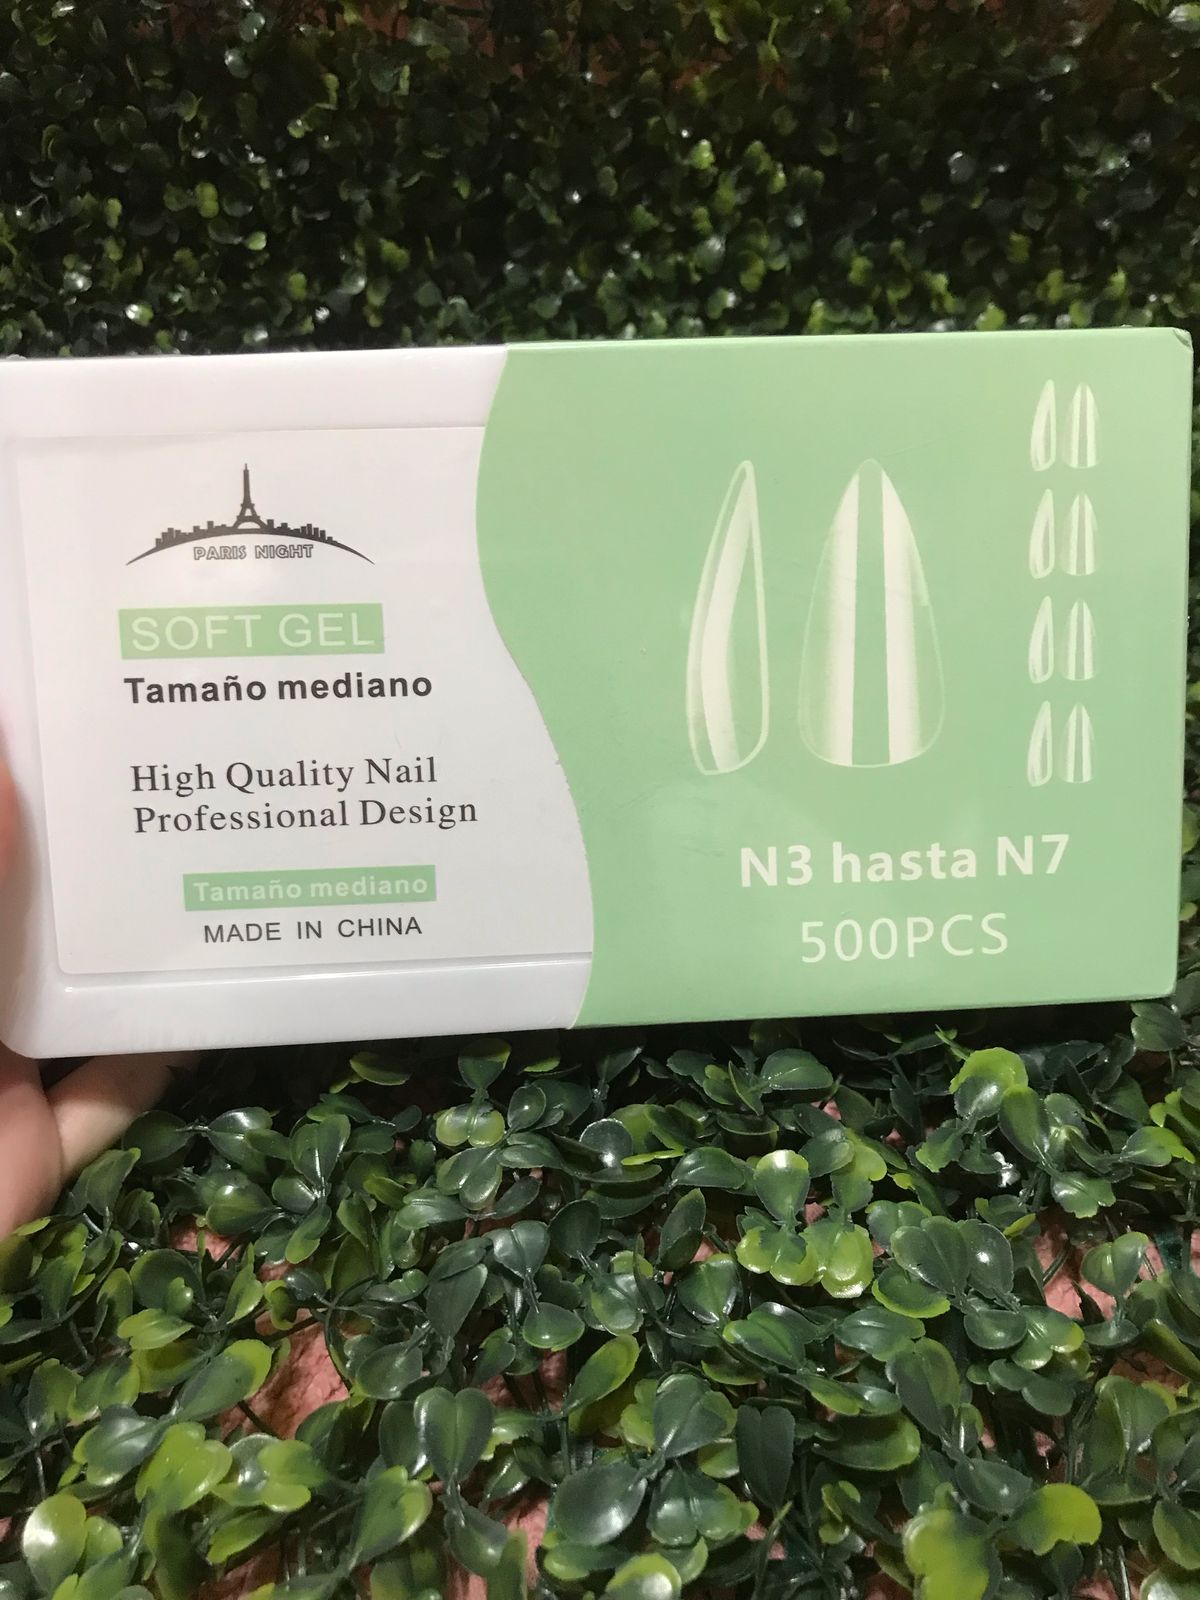 PARIS NIGHT
SOFT GEL
Tamaño mediano
High Quality Nail
Professional Design
Tamaño mediano
MADE IN CHINA
N3 hasta N7
500PCS